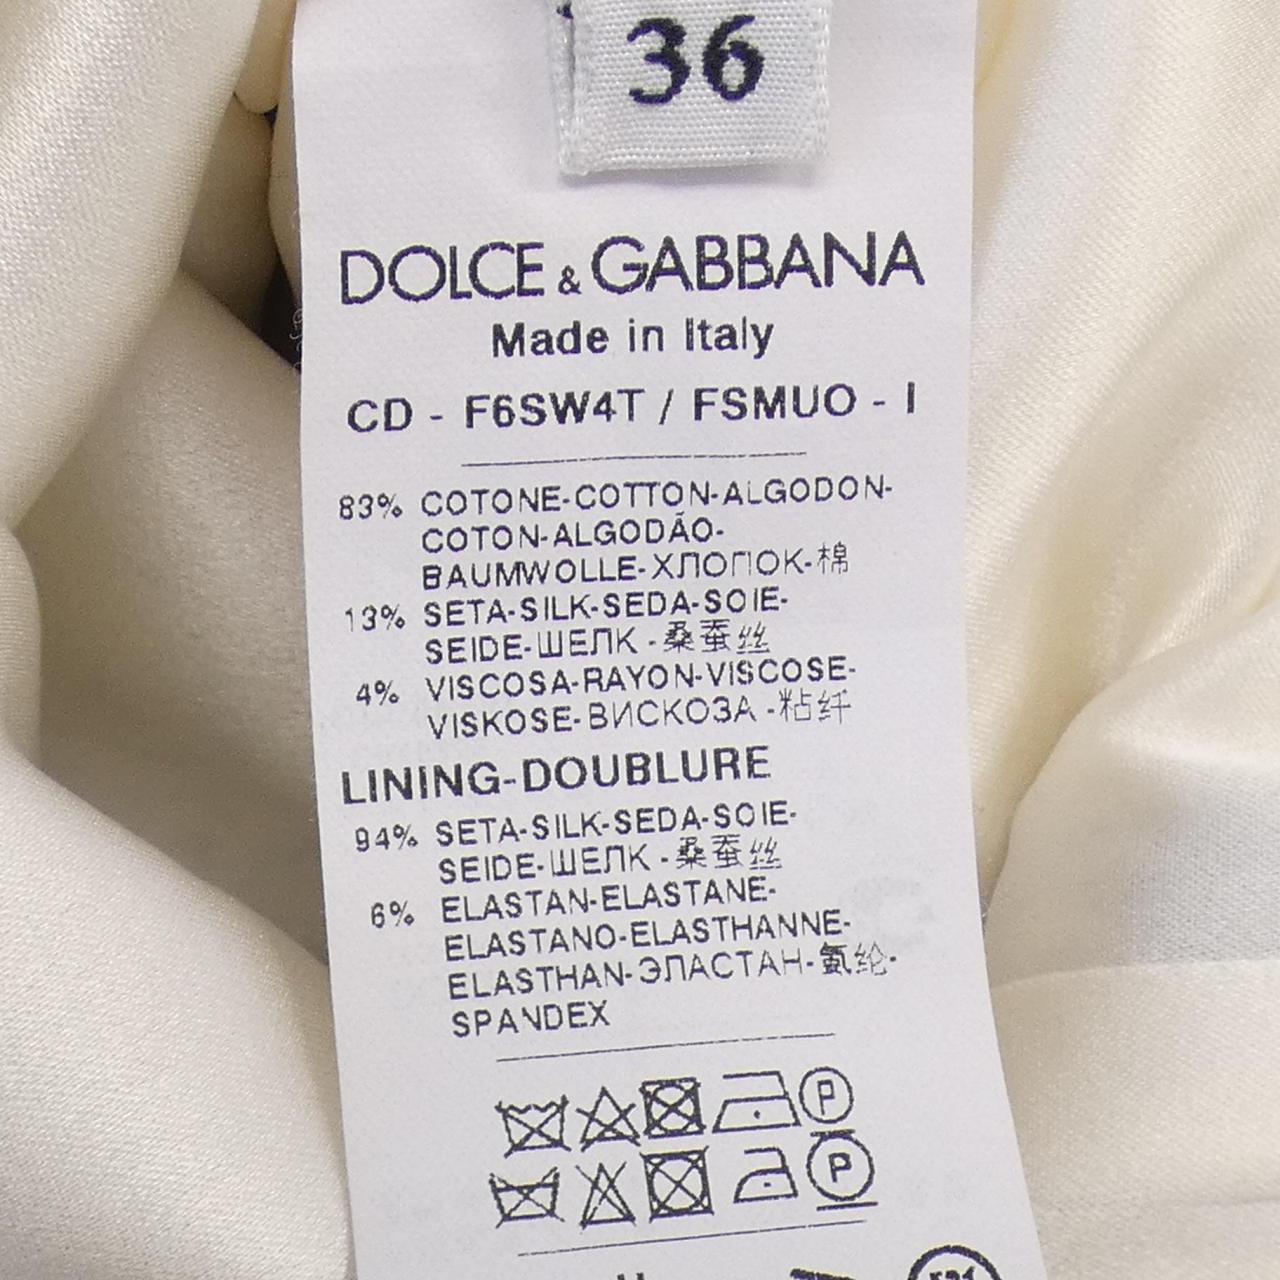 36
DOLCE & GABBANA
Made in Italy
CD - F6SW4T / FSMUO - I
83% COTONE-COTTON-ALGODON-
COTON-ALGODÃO-
BAUMWOLLE-ХЛОПОК-棉
13% SETA-SILK-SEDA-SOIE-
SEIDE-ШЕЛК -桑蚕丝
4% VISCOSA-RAYON-VISCOSE-
VISKOSE-ВИСКОЗА -粘纤
LINING-DOUBLURE
94% SETA-SILK-SEDA-SOIE-
SEIDE-ШЕЛК -桑蚕丝
6% ELASTAN-ELASTANE-
ELASTANO-ELASTHANNE-
ELASTHAN-ЭЛАСТАН-氨纶-
SPANDEX
P
P